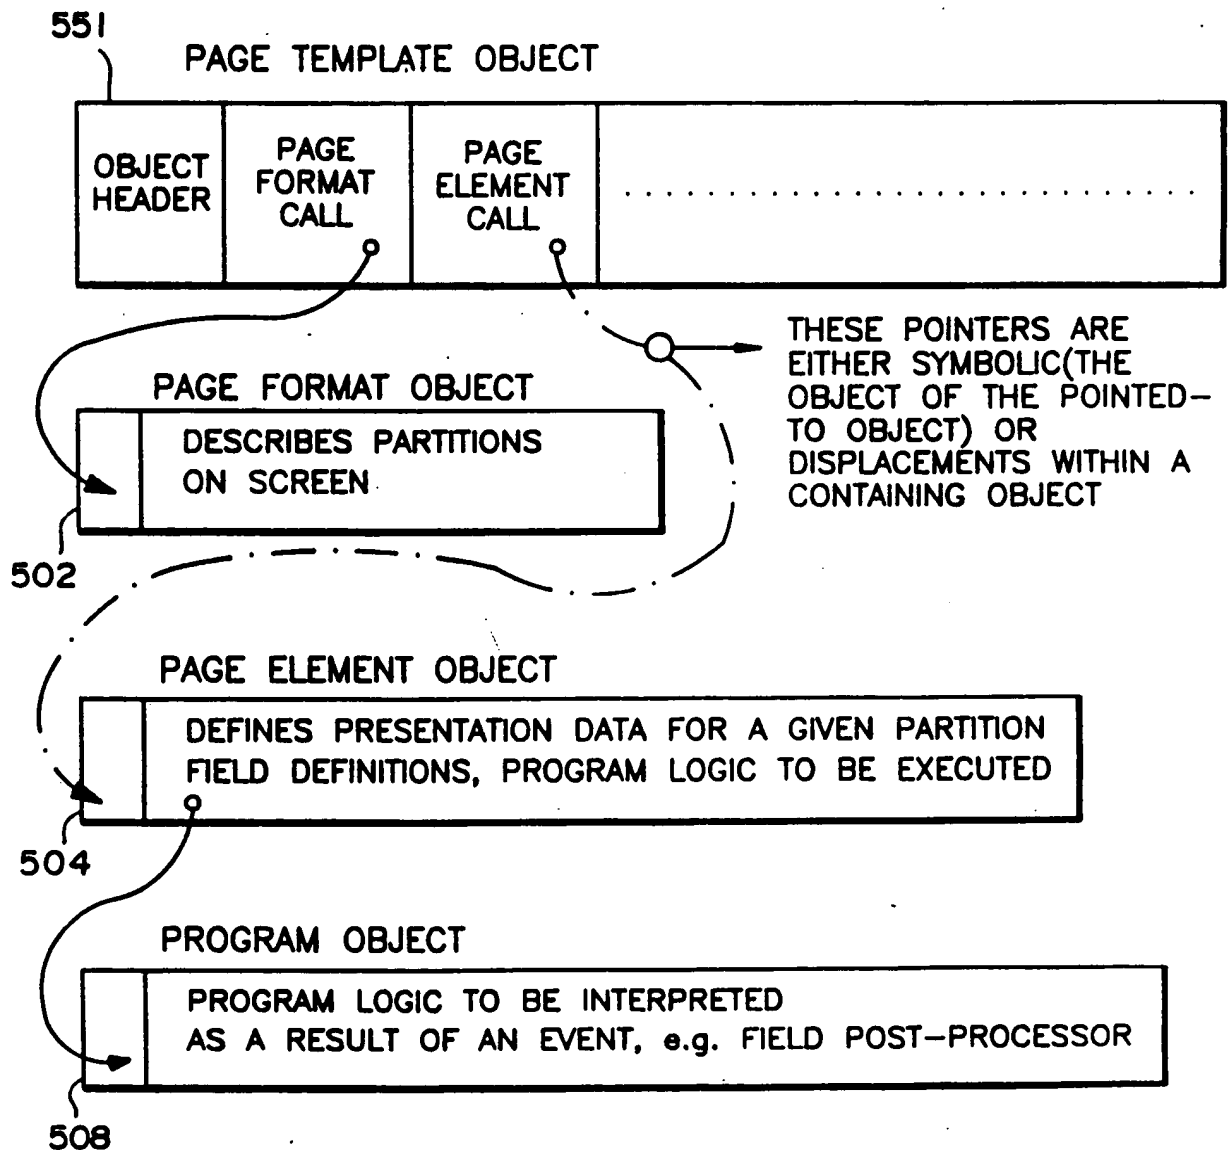 551
PAGE TEMPLATE OBJECT
OBJECT
HEADER
PAGE
FORMAT
CALL
PAGE
ELEMENT
CALL
THESE POINTERS ARE
EITHER SYMBOLIC(THE
OBJECT OF THE POINTED-
TO OBJECT) OR
DISPLACEMENTS WITHIN A
CONTAINING OBJECT
PAGE FORMAT OBJECT
DESCRIBES PARTITIONS
ON SCREEN
502
PAGE ELEMENT OBJECT
DEFINES PRESENTATION DATA FOR A GIVEN PARTITION
FIELD DEFINITIONS, PROGRAM LOGIC TO BE EXECUTED
504
PROGRAM OBJECT
PROGRAM LOGIC TO BE INTERPRETED
AS A RESULT OF AN EVENT, e.g. FIELD POST-PROCESSOR
508